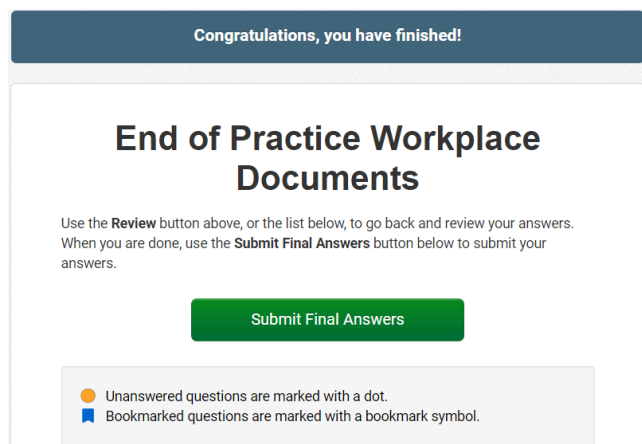 Congratulations, you have finished!
End of Practice Workplace
Documents
Use the Review button above, or the list below, to go back and review your answers.
When you are done, use the Submit Final Answers button below to submit your
answers.
Submit Final Answers
Unanswered questions are marked with a dot.
Bookmarked questions are marked with a bookmark symbol.